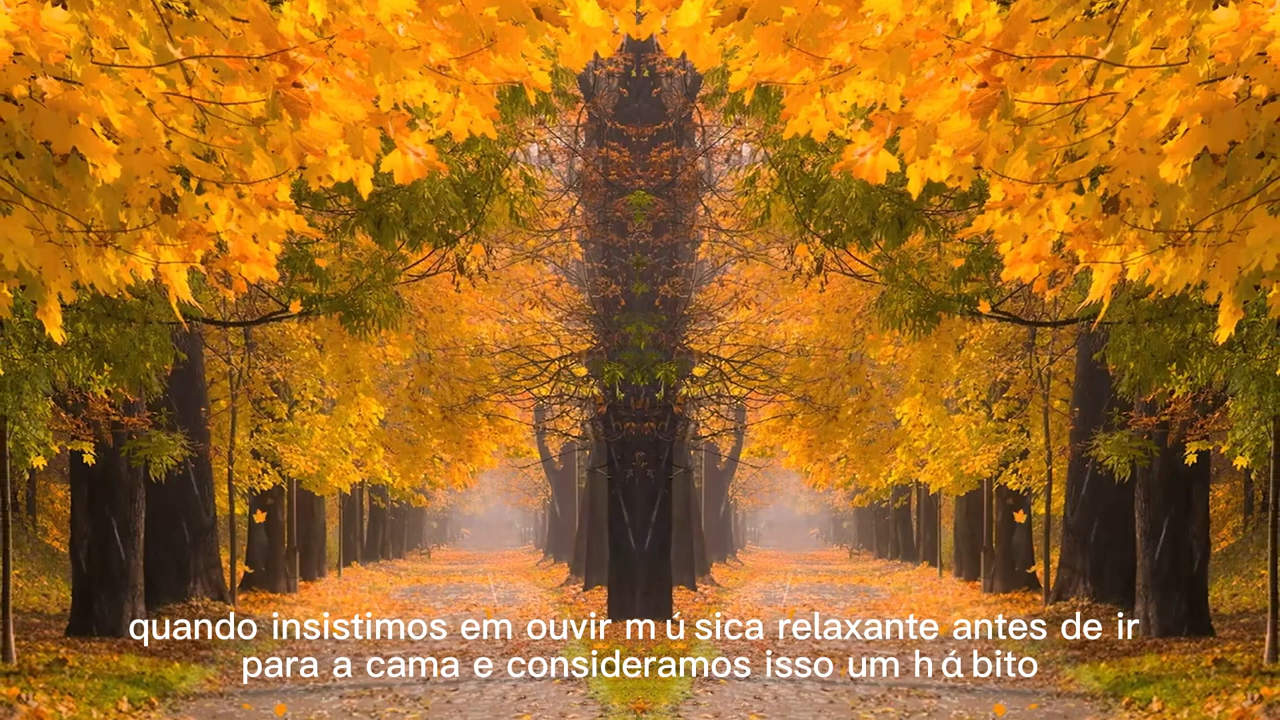 quando insistimos em ouvir música relaxante antes de ir
para a cama e consideramos isso um hábito